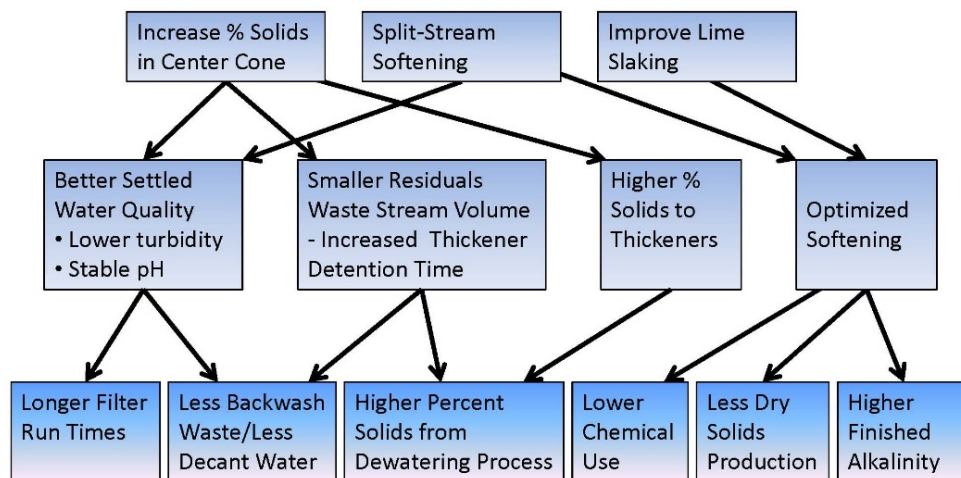 Increase % Solids
in Center Cone
Split-Stream
Softening
Improve Lime
Slaking
Better Settled
Water Quality
• Lower turbidity
• Stable pH
Smaller Residuals
Waste Stream Volume
- Increased Thickener
Detention Time
Higher %
Solids to
Thickeners
Optimized
Softening
Longer Filter
Run Times
Less Backwash
Waste/Less
Decant Water
Higher Percent
Solids from
Dewatering Process
Lower
Chemical
Use
Less Dry
Solids
Production
Higher
Finished
Alkalinity